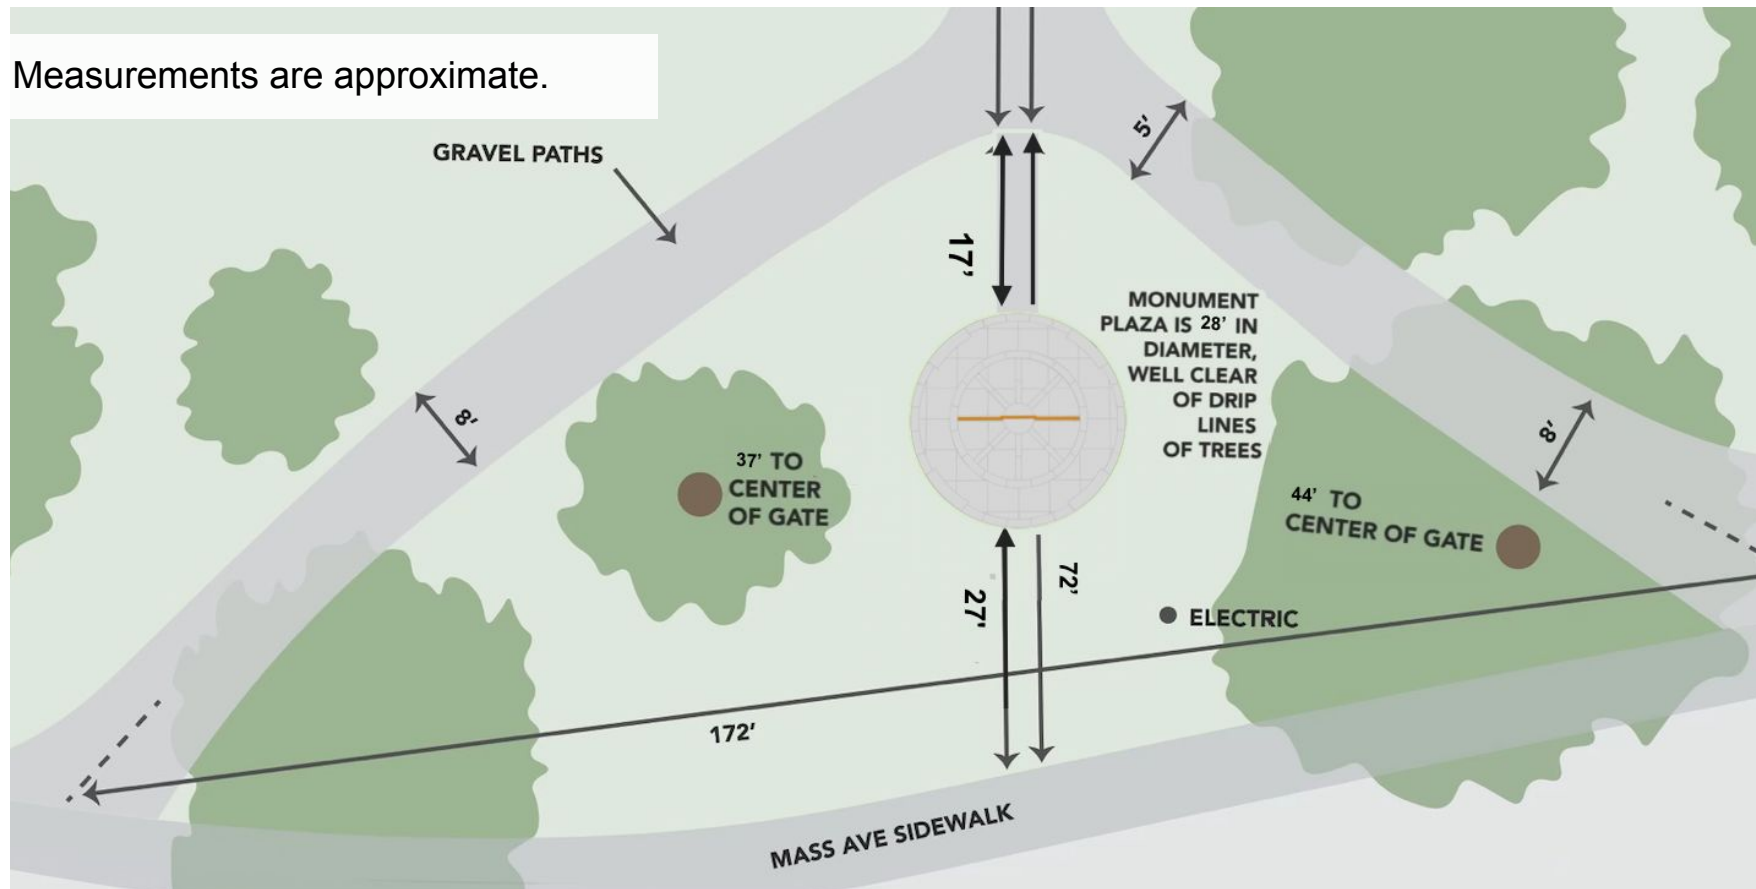 Measurements are approximate.
GRAVEL PATHS
5'
17'
MONUMENT
PLAZA IS 28' IN
DIAMETER,
WELL CLEAR
OF DRIP
LINES
OF TREES
8'
8'
37' TO
CENTER
OF GATE
44' TO
CENTER OF GATE
27'
72'
ELECTRIC
172'
MASS AVE SIDEWALK